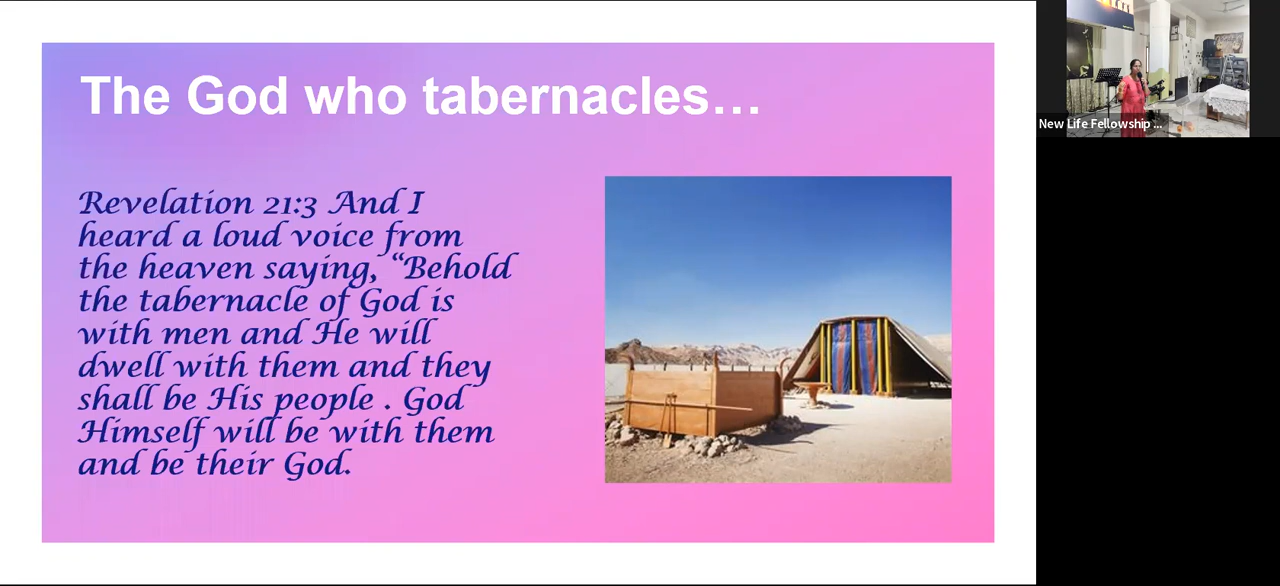 The God who tabernacles...
Revelation 21:3 And I
heard a loud voice from
the heaven saying, “Behold
the tabernacle of God is
with men and He will
dwell with them and they
shall be His people . God
Himself will be with them
and be their God.
New Life Fellowship ...